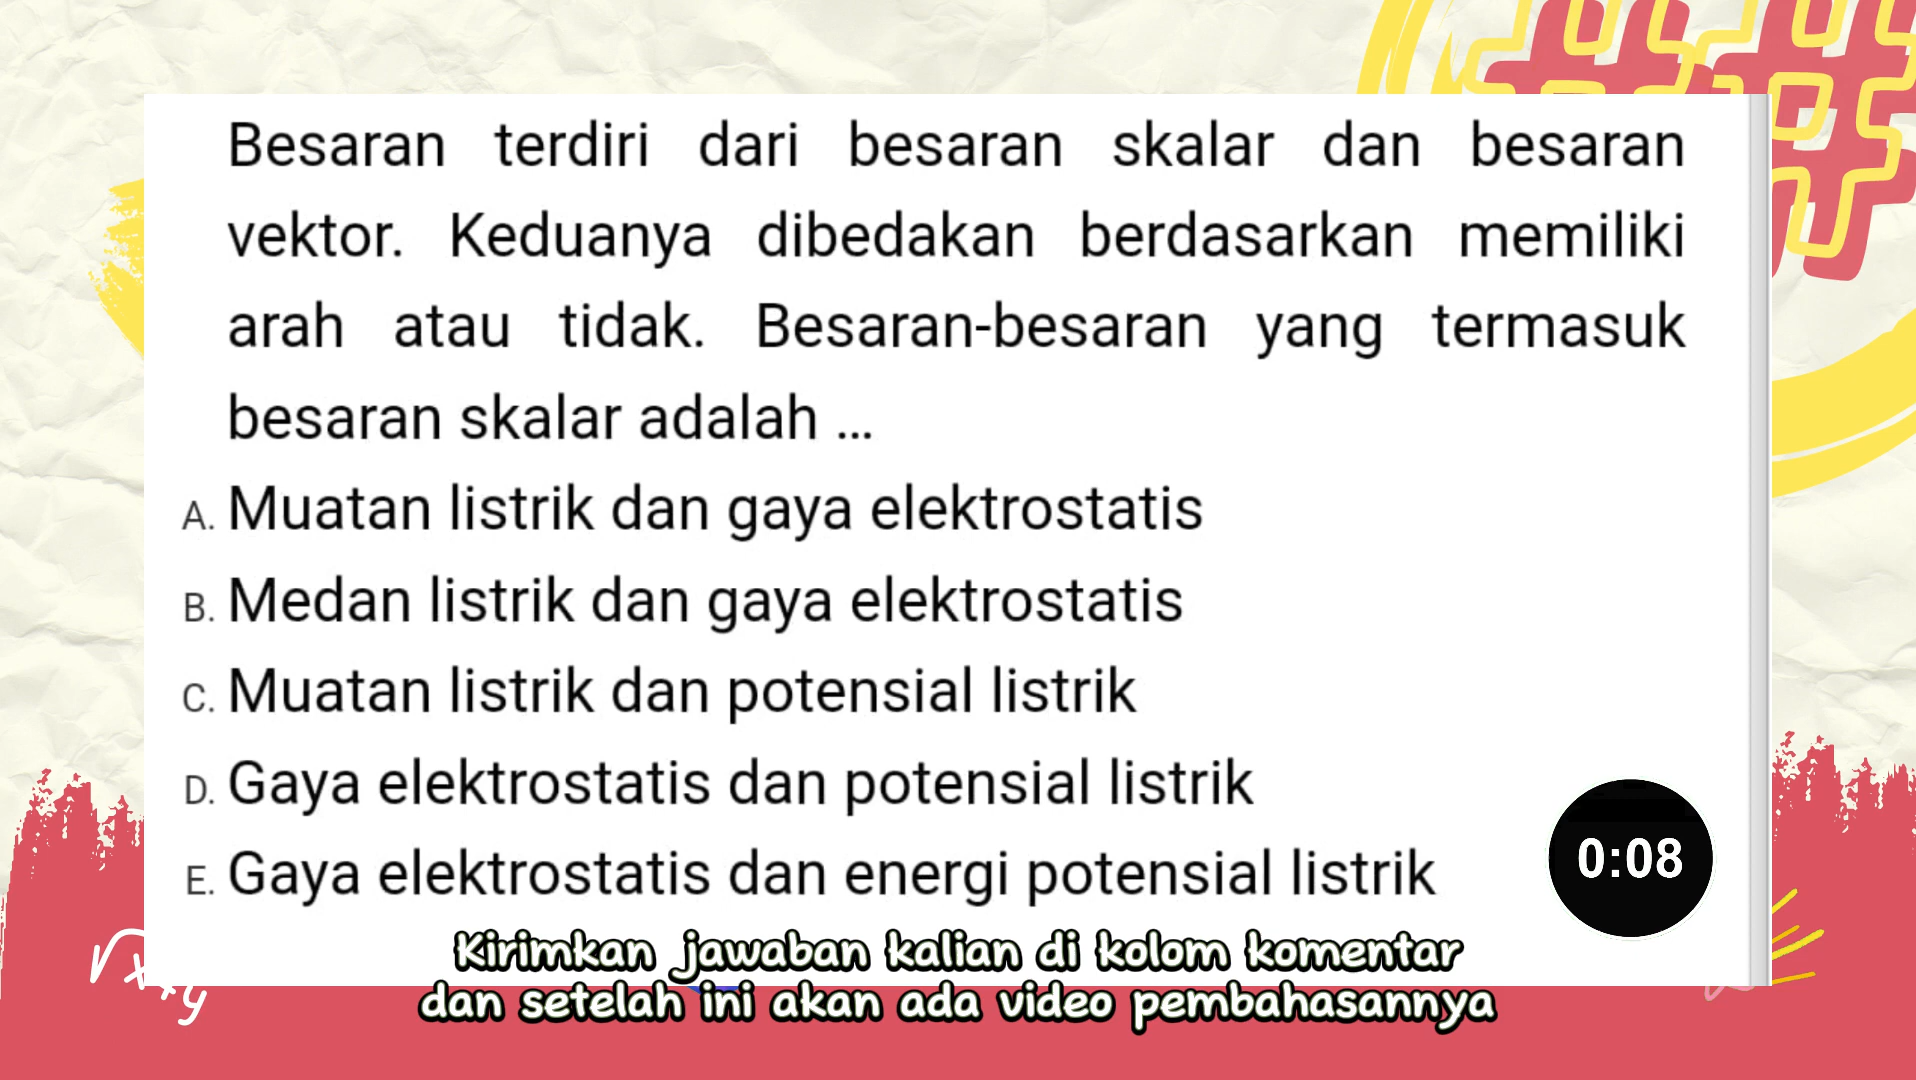 Besaran terdiri dari besaran skalar dan besaran
vektor. Keduanya dibedakan berdasarkan memiliki
arah atau tidak. Besaran-besaran yang termasuk
besaran skalar adalah ...
A. Muatan listrik dan gaya elektrostatis
B. Medan listrik dan gaya elektrostatis
C. Muatan listrik dan potensial listrik
D. Gaya elektrostatis dan potensial listrik
E. Gaya elektrostatis dan energi potensial listrik
0:08
Kirimkan jawaban kalian di kolom komentar
dan setelah ini akan ada video pembahasannya